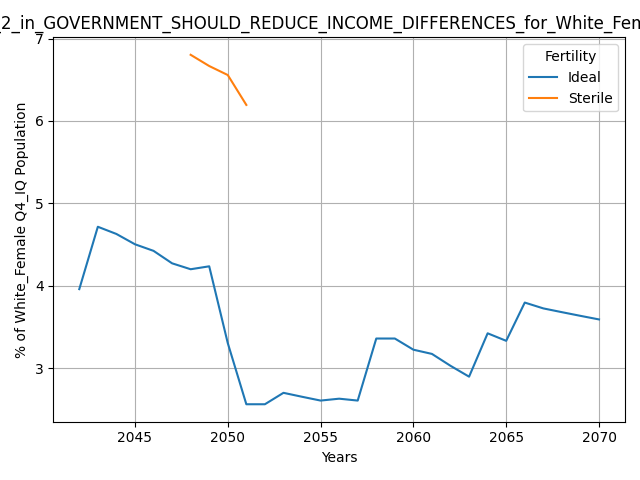 _2_in_GOVERNMENT_SHOULD_REDUCE_INCOME_DIFFERENCES_for_White_Fem
7
6
5
4
3
% of White_Female Q4_IQ Population
Fertility
Ideal
Sterile
2045
2050
2055
2060
2065
2070
Years